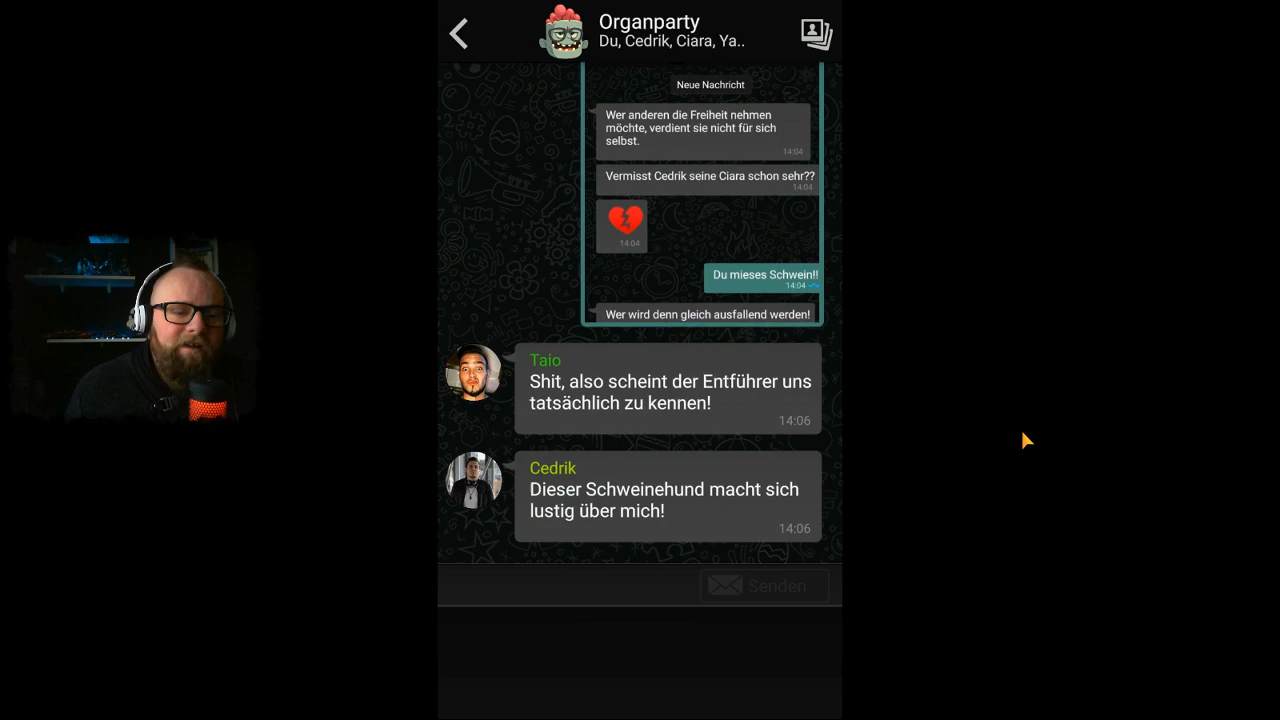 Organparty
Du, Cedrik, Ciara, Ya..
Neue Nachricht
Wer anderen die Freiheit nehmen
möchte, verdient sie nicht für sich
selbst.
14:04
Vermisst Cedrik seine Ciara schon sehr??
14:04
14:04
Du mieses Schwein!!
14:04
Wer wird denn gleich ausfallend werden!
Taio
Shit, also scheint der Entführer uns
tatsächlich zu kennen!
14:06
Cedrik
Dieser Schweinehund macht sich
lustig über mich!
14:06
Senden